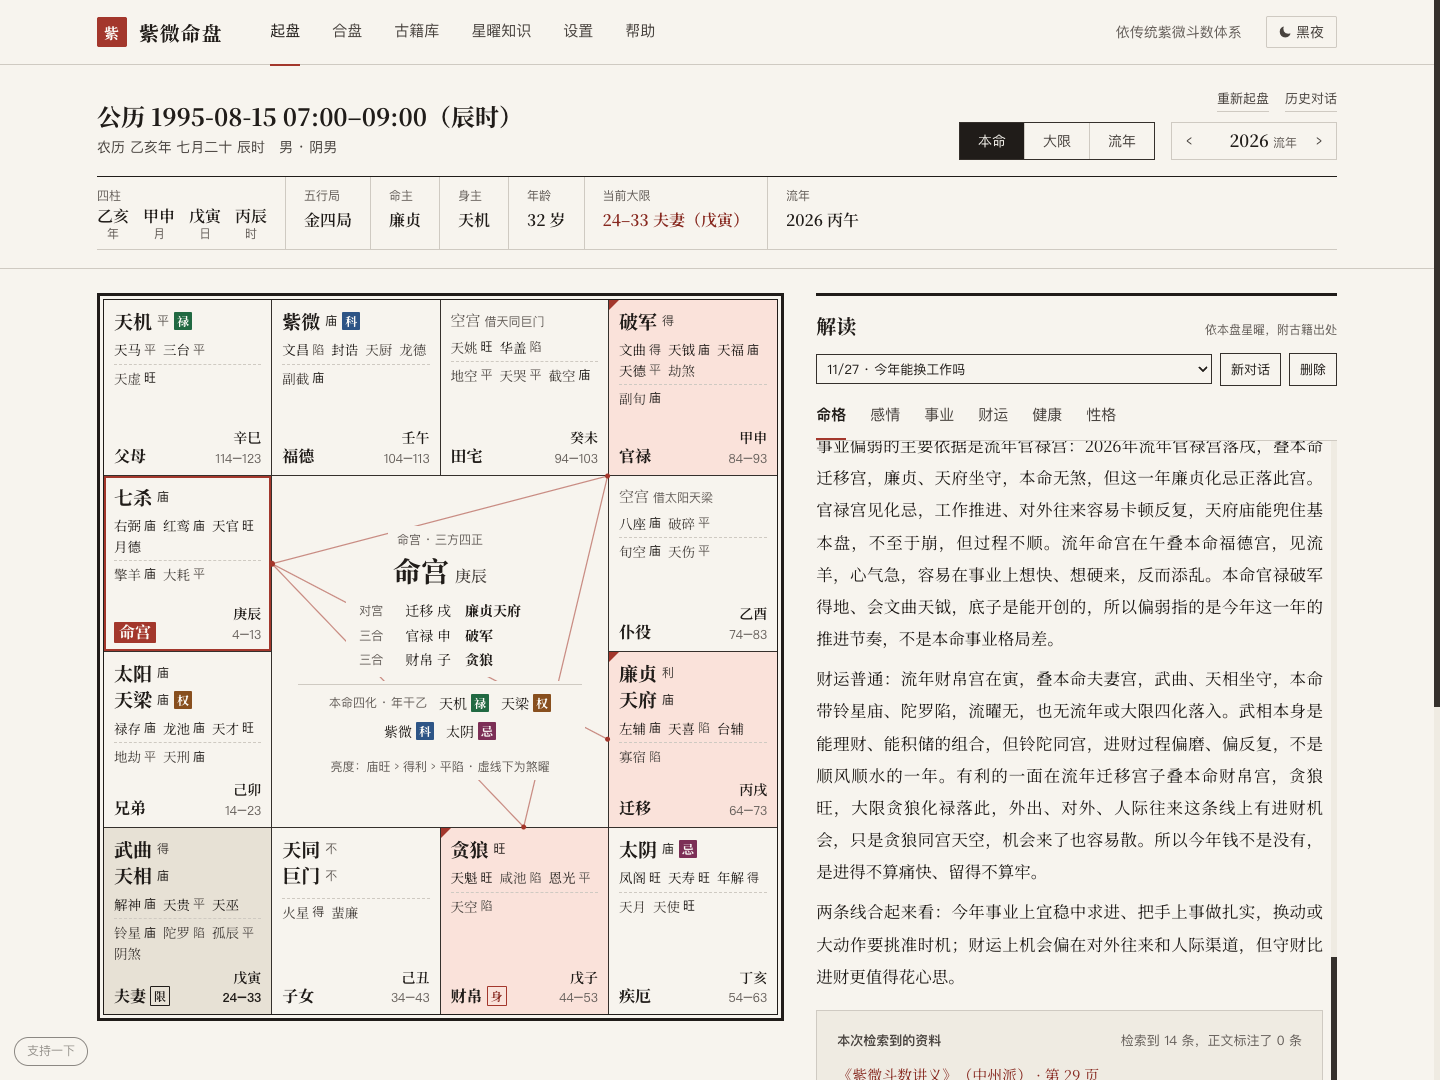 紫 紫微命盘 起盘 合盘 古籍库 星曜知识 设置 帮助 依传统紫微斗数体系 黑夜
重新起盘 历史对话
公历 1995-08-15 07:00–09:00（辰时）
农历 乙亥年 七月二十 辰时 男 · 阴男
本命 大限 流年 ‹ 2026 流年 ›
四柱
乙亥 甲申 戊寅 丙辰
年 月 日 时
五行局
金四局
命主
廉贞
身主
天机
年龄
32 岁
当前大限
24–33 夫妻（戊寅）
流年
2026 丙午
天机 平 禄
天马 平 三台 平
天虚 旺
辛巳
父母 114–123
紫微 庙 科
文昌 陷 封诰 天厨 龙德
副截 庙
壬午
福德 104–113
空宫 借天同巨门
天姚 旺 华盖 陷
地空 平 天哭 平 截空 庙
癸未
田宅 94–103
破军 得
文曲 得 天钺 庙 天福 庙
天德 平 劫煞
副旬 庙
甲申
官禄 84–93
七杀 庙
右弼 庙 红鸾 庙 天官 旺
月德
擎羊 庙 大耗 平
庚辰
命宫 4–13
命宫 · 三方四正
命宫 庚辰
对宫 迁移 戌 廉贞天府
三合 官禄 申 破军
三合 财帛 子 贪狼
本命四化 · 年干乙 天机 禄 天梁 权
紫微 科 太阴 忌
亮度：庙旺 › 得利 › 平陷 · 虚线下为煞曜
空宫 借太阳天梁
八座 庙 破碎 平
旬空 庙 天伤 平
乙酉
仆役 74–83
太阳 庙
天梁 庙 权
禄存 庙 龙池 庙 天才 旺
地劫 平 天刑 庙
己卯
兄弟 14–23
廉贞 利
天府 庙
左辅 庙 天喜 陷 台辅
寡宿 陷
丙戌
迁移 64–73
武曲 得
天相 庙
解神 庙 天贵 平 天巫
铃星 庙 陀罗 陷 孤辰 平
阴煞
戊寅
夫妻 限 24–33
天同 不
巨门 不
火星 得 蜚廉
己丑
子女 34–43
贪狼 旺
天魁 旺 咸池 陷 恩光 平
天空 陷
戊子
财帛 身 44–53
太阴 庙 忌
凤阁 旺 天寿 旺 年解 得
天月 天使 旺
丁亥
疾厄 54–63
解读 依本盘星曜，附古籍出处
11/27 · 今年能换工作吗 新对话 删除
命格 感情 事业 财运 健康 性格
事业偏弱的主要依据是流年官禄宫：2026年流年官禄宫落戌，叠本命
迁移宫，廉贞、天府坐守，本命无煞，但这一年廉贞化忌正落此宫。
官禄宫见化忌，工作推进、对外往来容易卡顿反复，天府庙能兜住基
本盘，不至于崩，但过程不顺。流年命宫在午叠本命福德宫，见流
羊，心气急，容易在事业上想快、想硬来，反而添乱。本命官禄破军
得地、会文曲天钺，底子是能开创的，所以偏弱指的是今年这一年的
推进节奏，不是本命事业格局差。
财运普通：流年财帛宫在寅，叠本命夫妻宫，武曲、天相坐守，本命
带铃星庙、陀罗陷，流曜无，也无流年或大限四化落入。武相本身是
能理财、能积储的组合，但铃陀同宫，进财过程偏磨、偏反复，不是
顺风顺水的一年。有利的一面在流年迁移宫子叠本命财帛宫，贪狼
旺，大限贪狼化禄落此，外出、对外、人际往来这条线上有进财机
会，只是贪狼同宫天空，机会来了也容易散。所以今年钱不是没有，
是进得不算痛快、留得不算牢。
两条线合起来看：今年事业上宜稳中求进、把手上事做扎实，换动或
大动作要挑准时机；财运上机会偏在对外往来和人际渠道，但守财比
进财更值得花心思。
本次检索到的资料 检索到 14 条，正文标注了 0 条
《紫微斗数讲义》（中州派） · 第 29 页
支持一下